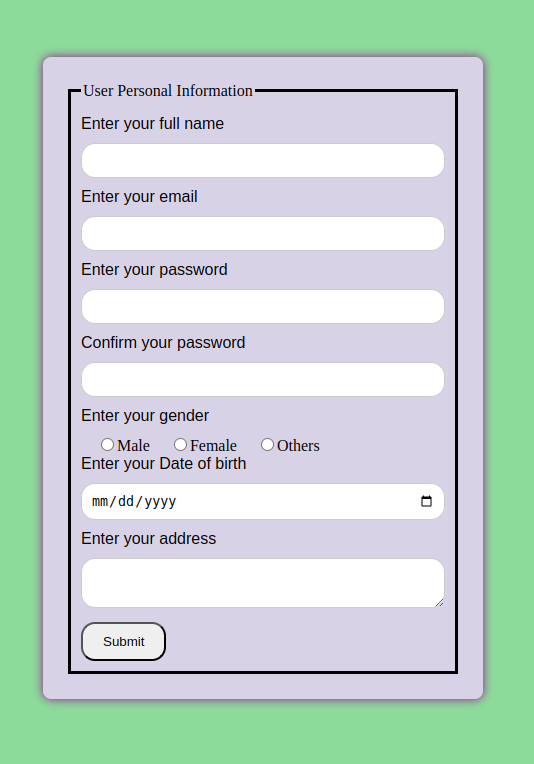 User Personal Information
Enter your full name
Enter your email
Enter your password
Confirm your password
Enter your gender
Male Female Others
Enter your Date of birth
mm/dd/yyyy
Enter your address
Submit